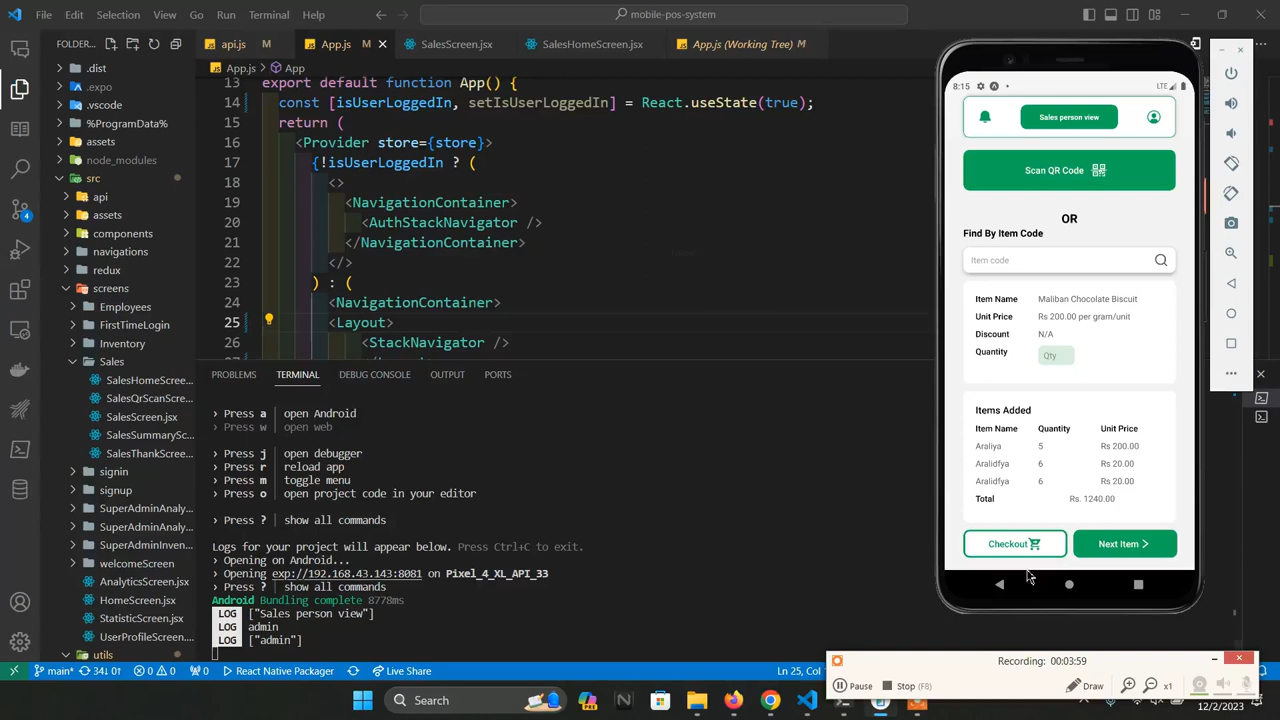 File Edit Selection View Go Run Terminal Help
mobile-pos-system
FOLDER...
api.js M
App.js M
SalesScreen.jsx
SalesHomeScreen.jsx
App.js (Working Tree) M
App.js > App
.dist
.expo
.vscode
%ProgramData%
assets
node_modules
src
api
assets
components
navigations
redux
screens
Employees
FirstTimeLogin
Inventory
Sales
SalesHomeScree...
SalesQrScanScre...
SalesScreen.jsx
SalesSummarySc...
SalesThankScree...
signin
signup
SuperAdminAnaly...
SuperAdminAnaly...
SuperAdminInven...
welcomeScreen
AnalyticsScreen.jsx
HomeScreen.jsx
StatisticScreen.jsx
UserProfileScreen...
utils
4
13 export default function App() {
14 const [isUserLoggedIn, setIsUserLoggedIn] = React.useState(true);
15 return (
16 <Provider store={store}>
17 {!isUserLoggedIn ? (
18 <>
19 <NavigationContainer>
20 <AuthStackNavigator />
21 </NavigationContainer>
22 </>
23 ) : (
24 <NavigationContainer>
25 <Layout>
26 <StackNavigator />
PROBLEMS TERMINAL DEBUG CONSOLE OUTPUT PORTS
› Press a | open Android
› Press w | open web
› Press j | open debugger
› Press r | reload app
› Press m | toggle menu
› Press o | open project code in your editor
› Press ? | show all commands
Logs for your project will appear below. Press Ctrl+C to exit.
› Opening on Android...
› Opening exp://192.168.43.143:8081 on Pixel_4_XL_API_33
› Press ? | show all commands
Android Bundling complete 8778ms
LOG ["Sales person view"]
LOG admin
LOG ["admin"]
8:15 LTE
Sales person view
Scan QR Code
OR
Find By Item Code
Item code
Item Name Maliban Chocolate Biscuit
Unit Price Rs 200.00 per gram/unit
Discount N/A
Quantity Qty
Items Added
Item Name Quantity Unit Price
Araliya 5 Rs 200.00
Aralidfya 6 Rs 20.00
Aralidfya 6 Rs 20.00
Total Rs. 1240.00
Checkout Next Item
main* 34↓ 0↑ 0 0 0 React Native Packager Live Share Ln 25,
Recording: 00:03:59
Pause Stop (F8) Draw x1
Search
PRE
12/2/2023